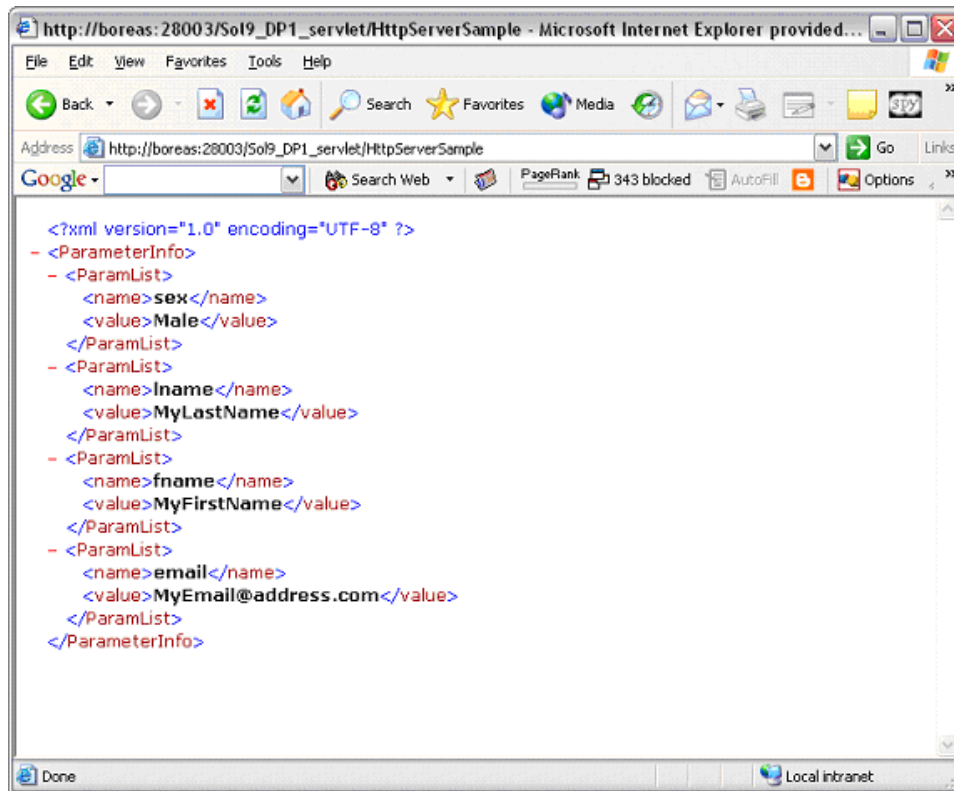 http://boreas:28003/Sol9_DP1_servlet/HttpServerSample - Microsoft Internet Explorer provided...
File Edit View Favorites Tools Help
Back Search Favorites Media SPY »
Address http://boreas:28003/Sol9_DP1_servlet/HttpServerSample Go Links
Google Search Web PageRank 343 blocked AutoFill Options »
<?xml version="1.0" encoding="UTF-8" ?>
- <ParameterInfo>
- <ParamList>
<name>sex</name>
<value>Male</value>
</ParamList>
- <ParamList>
<name>lname</name>
<value>MyLastName</value>
</ParamList>
- <ParamList>
<name>fname</name>
<value>MyFirstName</value>
</ParamList>
- <ParamList>
<name>email</name>
<value>MyEmail@address.com</value>
</ParamList>
</ParameterInfo>
Done Local intranet